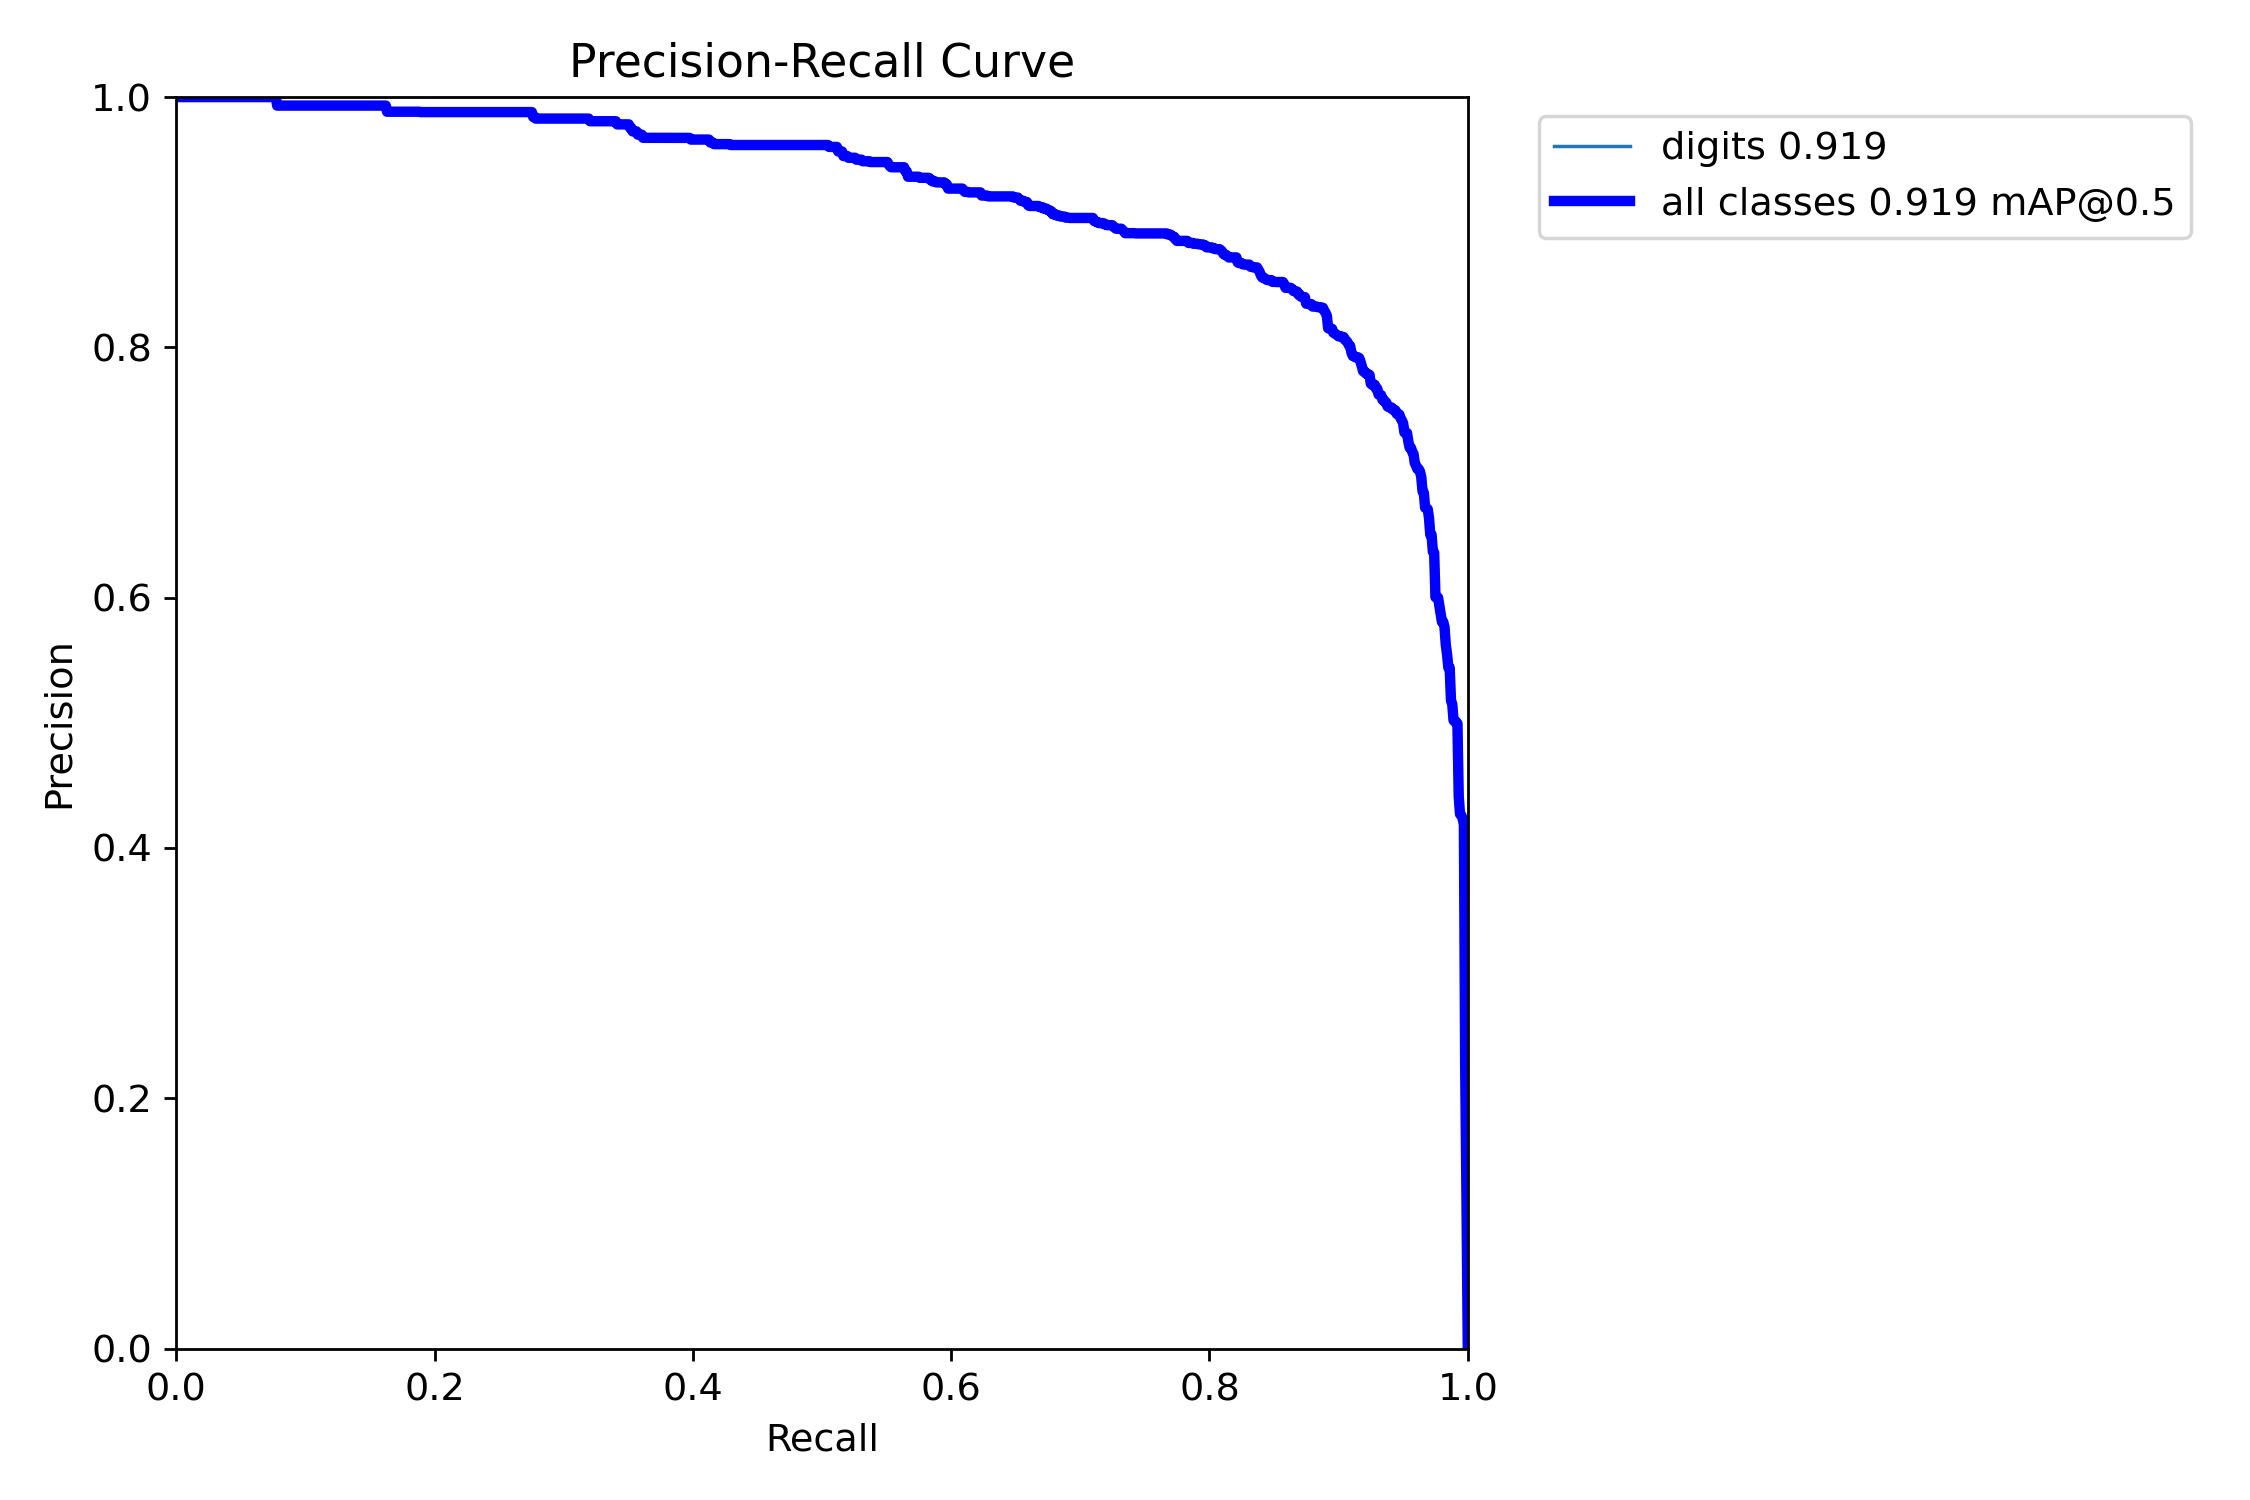 Precision-Recall Curve
digits 0.919
all classes 0.919 mAP@0.5
Precision
1.0
0.8
0.6
0.4
0.2
0.0
0.0 0.2 0.4 0.6 0.8 1.0
Recall